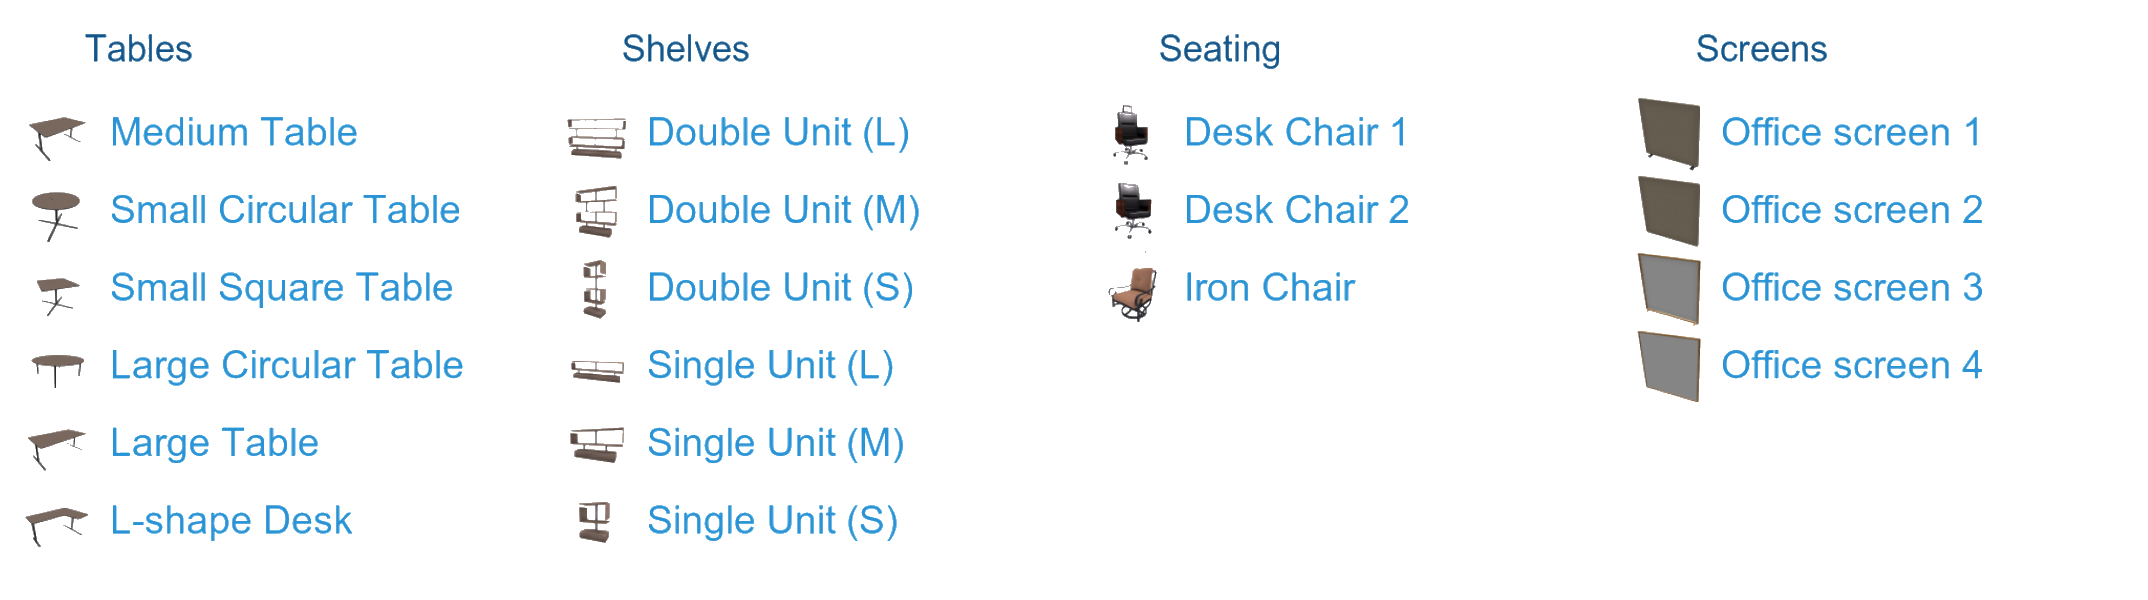 Tables
Medium Table
Small Circular Table
Small Square Table
Large Circular Table
Large Table
L-shape Desk
Shelves
Double Unit (L)
Double Unit (M)
Double Unit (S)
Single Unit (L)
Single Unit (M)
Single Unit (S)
Seating
Desk Chair 1
Desk Chair 2
Iron Chair
Screens
Office screen 1
Office screen 2
Office screen 3
Office screen 4